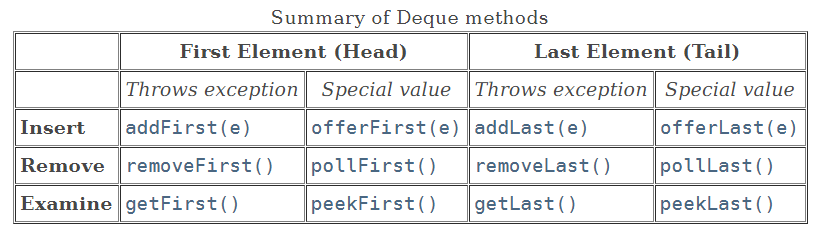 Summary of Deque methods
First Element (Head) Last Element (Tail)
Throws exception Special value Throws exception Special value
Insert addFirst(e) offerFirst(e) addLast(e) offerLast(e)
Remove removeFirst() pollFirst() removeLast() pollLast()
Examine getFirst() peekFirst() getLast() peekLast()